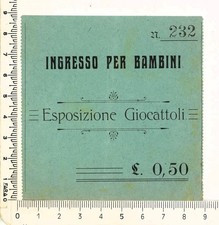 N. 232
INGRESSO PER BAMBINI
Esposizione Giocattoli
£. 0,50
0 1 2 3 4 5 6 7 8 9